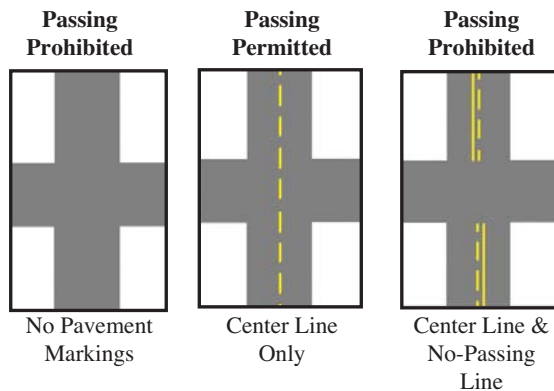 Passing
Prohibited
No Pavement
Markings
Passing
Permitted
Center Line
Only
Passing
Prohibited
Center Line &
No-Passing
Line